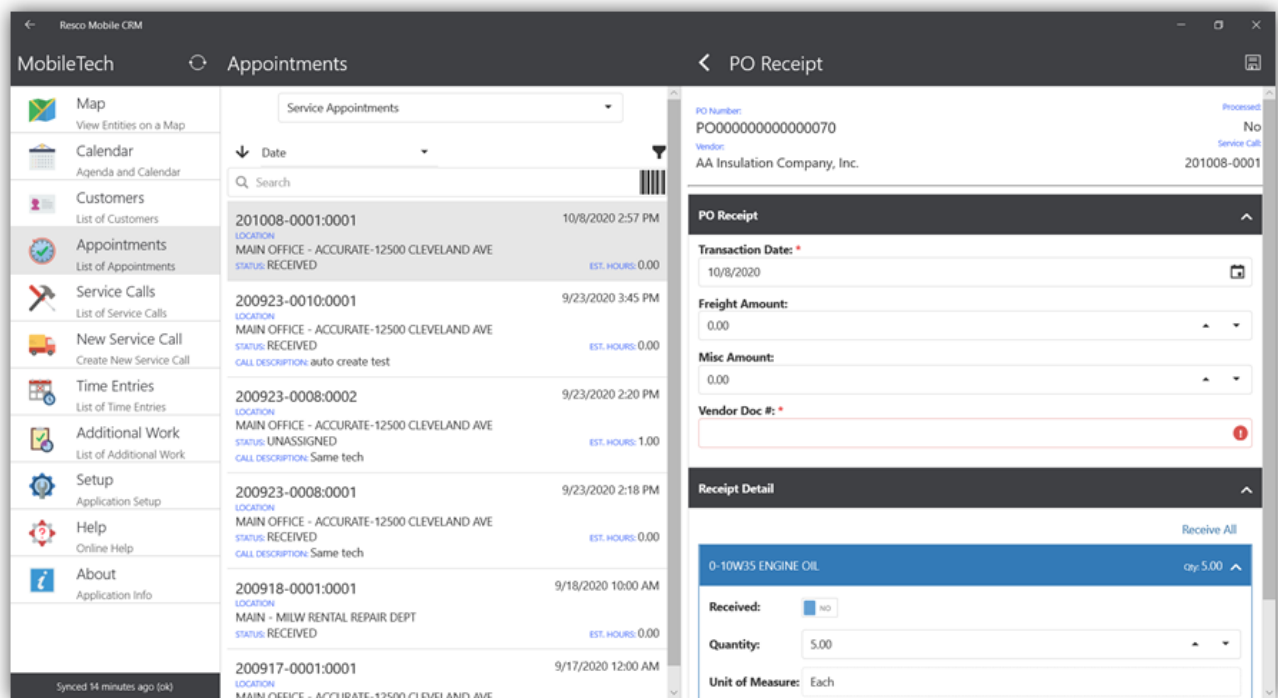 Resco Mobile CRM
MobileTech
Map
View Entities on a Map
Calendar
Agenda and Calendar
Customers
List of Customers
Appointments
List of Appointments
Service Calls
List of Service Calls
New Service Call
Create New Service Call
Time Entries
List of Time Entries
Additional Work
List of Additional Work
Setup
Application Setup
Help
Online Help
About
Application Info
Synced 14 minutes ago (ok)
Appointments
Service Appointments
Date
Search
201008-0001:0001 10/8/2020 2:57 PM
LOCATION
MAIN OFFICE - ACCURATE-12500 CLEVELAND AVE
STATUS: RECEIVED EST. HOURS: 0.00
200923-0010:0001 9/23/2020 3:45 PM
LOCATION
MAIN OFFICE - ACCURATE-12500 CLEVELAND AVE
STATUS: RECEIVED EST. HOURS: 0.00
CALL DESCRIPTION: auto create test
200923-0008:0002 9/23/2020 2:20 PM
LOCATION
MAIN OFFICE - ACCURATE-12500 CLEVELAND AVE
STATUS: UNASSIGNED EST. HOURS: 1.00
CALL DESCRIPTION: Same tech
200923-0008:0001 9/23/2020 2:18 PM
LOCATION
MAIN OFFICE - ACCURATE-12500 CLEVELAND AVE
STATUS: RECEIVED EST. HOURS: 0.00
CALL DESCRIPTION: Same tech
200918-0001:0001 9/18/2020 10:00 AM
LOCATION
MAIN - MILW RENTAL REPAIR DEPT
STATUS: RECEIVED EST. HOURS: 0.00
200917-0001:0001 9/17/2020 12:00 AM
LOCATION
MAIN OFFICE - ACCURATE-12500 CLEVELAND AVE
PO Receipt
PO Number: Processed:
PO000000000000070 No
Vendor: Service Call:
AA Insulation Company, Inc. 201008-0001
PO Receipt
Transaction Date: *
10/8/2020
Freight Amount:
0.00
Misc Amount:
0.00
Vendor Doc #: *
Receipt Detail
Receive All
0-10W35 ENGINE OIL Qty: 5.00
Received: NO
Quantity: 5.00
Unit of Measure: Each